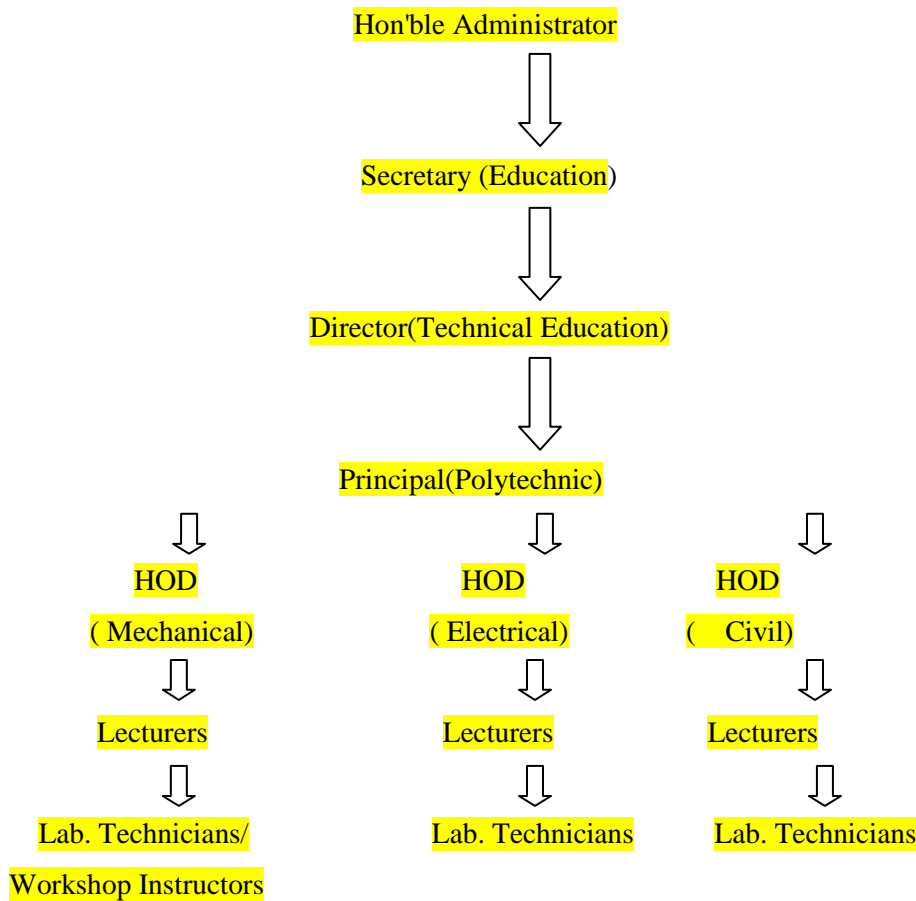 Hon'ble Administrator
Secretary (Education)
Director(Technical Education)
Principal(Polytechnic)
HOD HOD HOD
( Mechanical) ( Electrical) ( Civil)
Lecturers Lecturers Lecturers
Lab. Technicians/ Lab. Technicians Lab. Technicians
Workshop Instructors